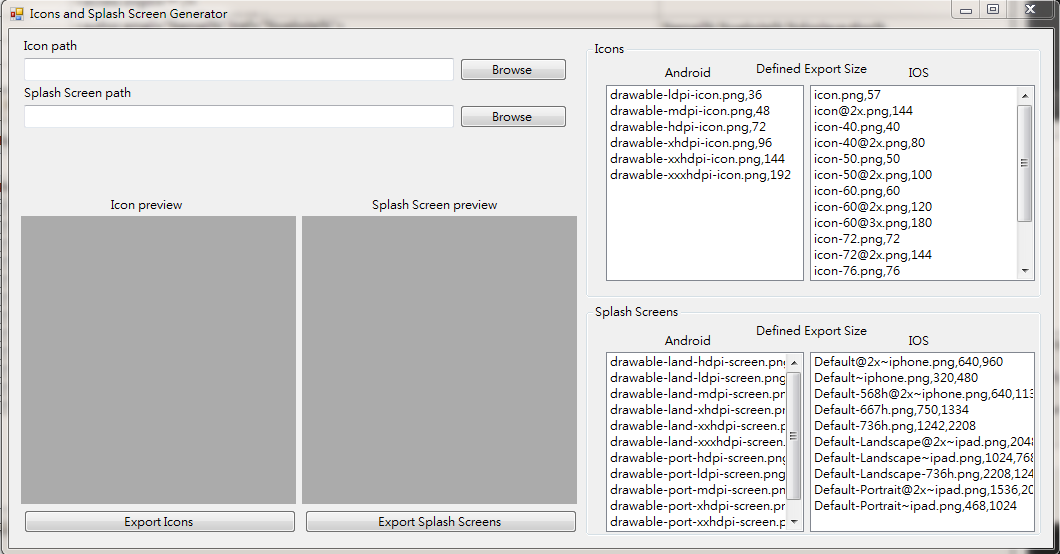 Icons and Splash Screen Generator
Icon path
Browse
Splash Screen path
Browse
Icon preview
Splash Screen preview
Export Icons
Export Splash Screens
Icons
Defined Export Size
Android
IOS
drawable-ldpi-icon.png,36
drawable-mdpi-icon.png,48
drawable-hdpi-icon.png,72
drawable-xhdpi-icon.png,96
drawable-xxhdpi-icon.png,144
drawable-xxxhdpi-icon.png,192
icon.png,57
icon@2x.png,144
icon-40.png,40
icon-40@2x.png,80
icon-50.png,50
icon-50@2x.png,100
icon-60.png,60
icon-60@2x.png,120
icon-60@3x.png,180
icon-72.png,72
icon-72@2x.png,144
icon-76.png,76
Splash Screens
Defined Export Size
Android
IOS
drawable-land-hdpi-screen.png
drawable-land-ldpi-screen.png
drawable-land-mdpi-screen.pn
drawable-land-xhdpi-screen.pn
drawable-land-xxhdpi-screen.p
drawable-land-xxxhdpi-screen.
drawable-port-hdpi-screen.png
drawable-port-ldpi-screen.png
drawable-port-mdpi-screen.pn
drawable-port-xhdpi-screen.pn
drawable-port-xxhdpi-screen.p
Default@2x~iphone.png,640,960
Default~iphone.png,320,480
Default-568h@2x~iphone.png,640,113
Default-667h.png,750,1334
Default-736h.png,1242,2208
Default-Landscape@2x~ipad.png,2048
Default-Landscape~ipad.png,1024,768
Default-Landscape-736h.png,2208,124
Default-Portrait@2x~ipad.png,1536,20
Default-Portrait~ipad.png,468,1024